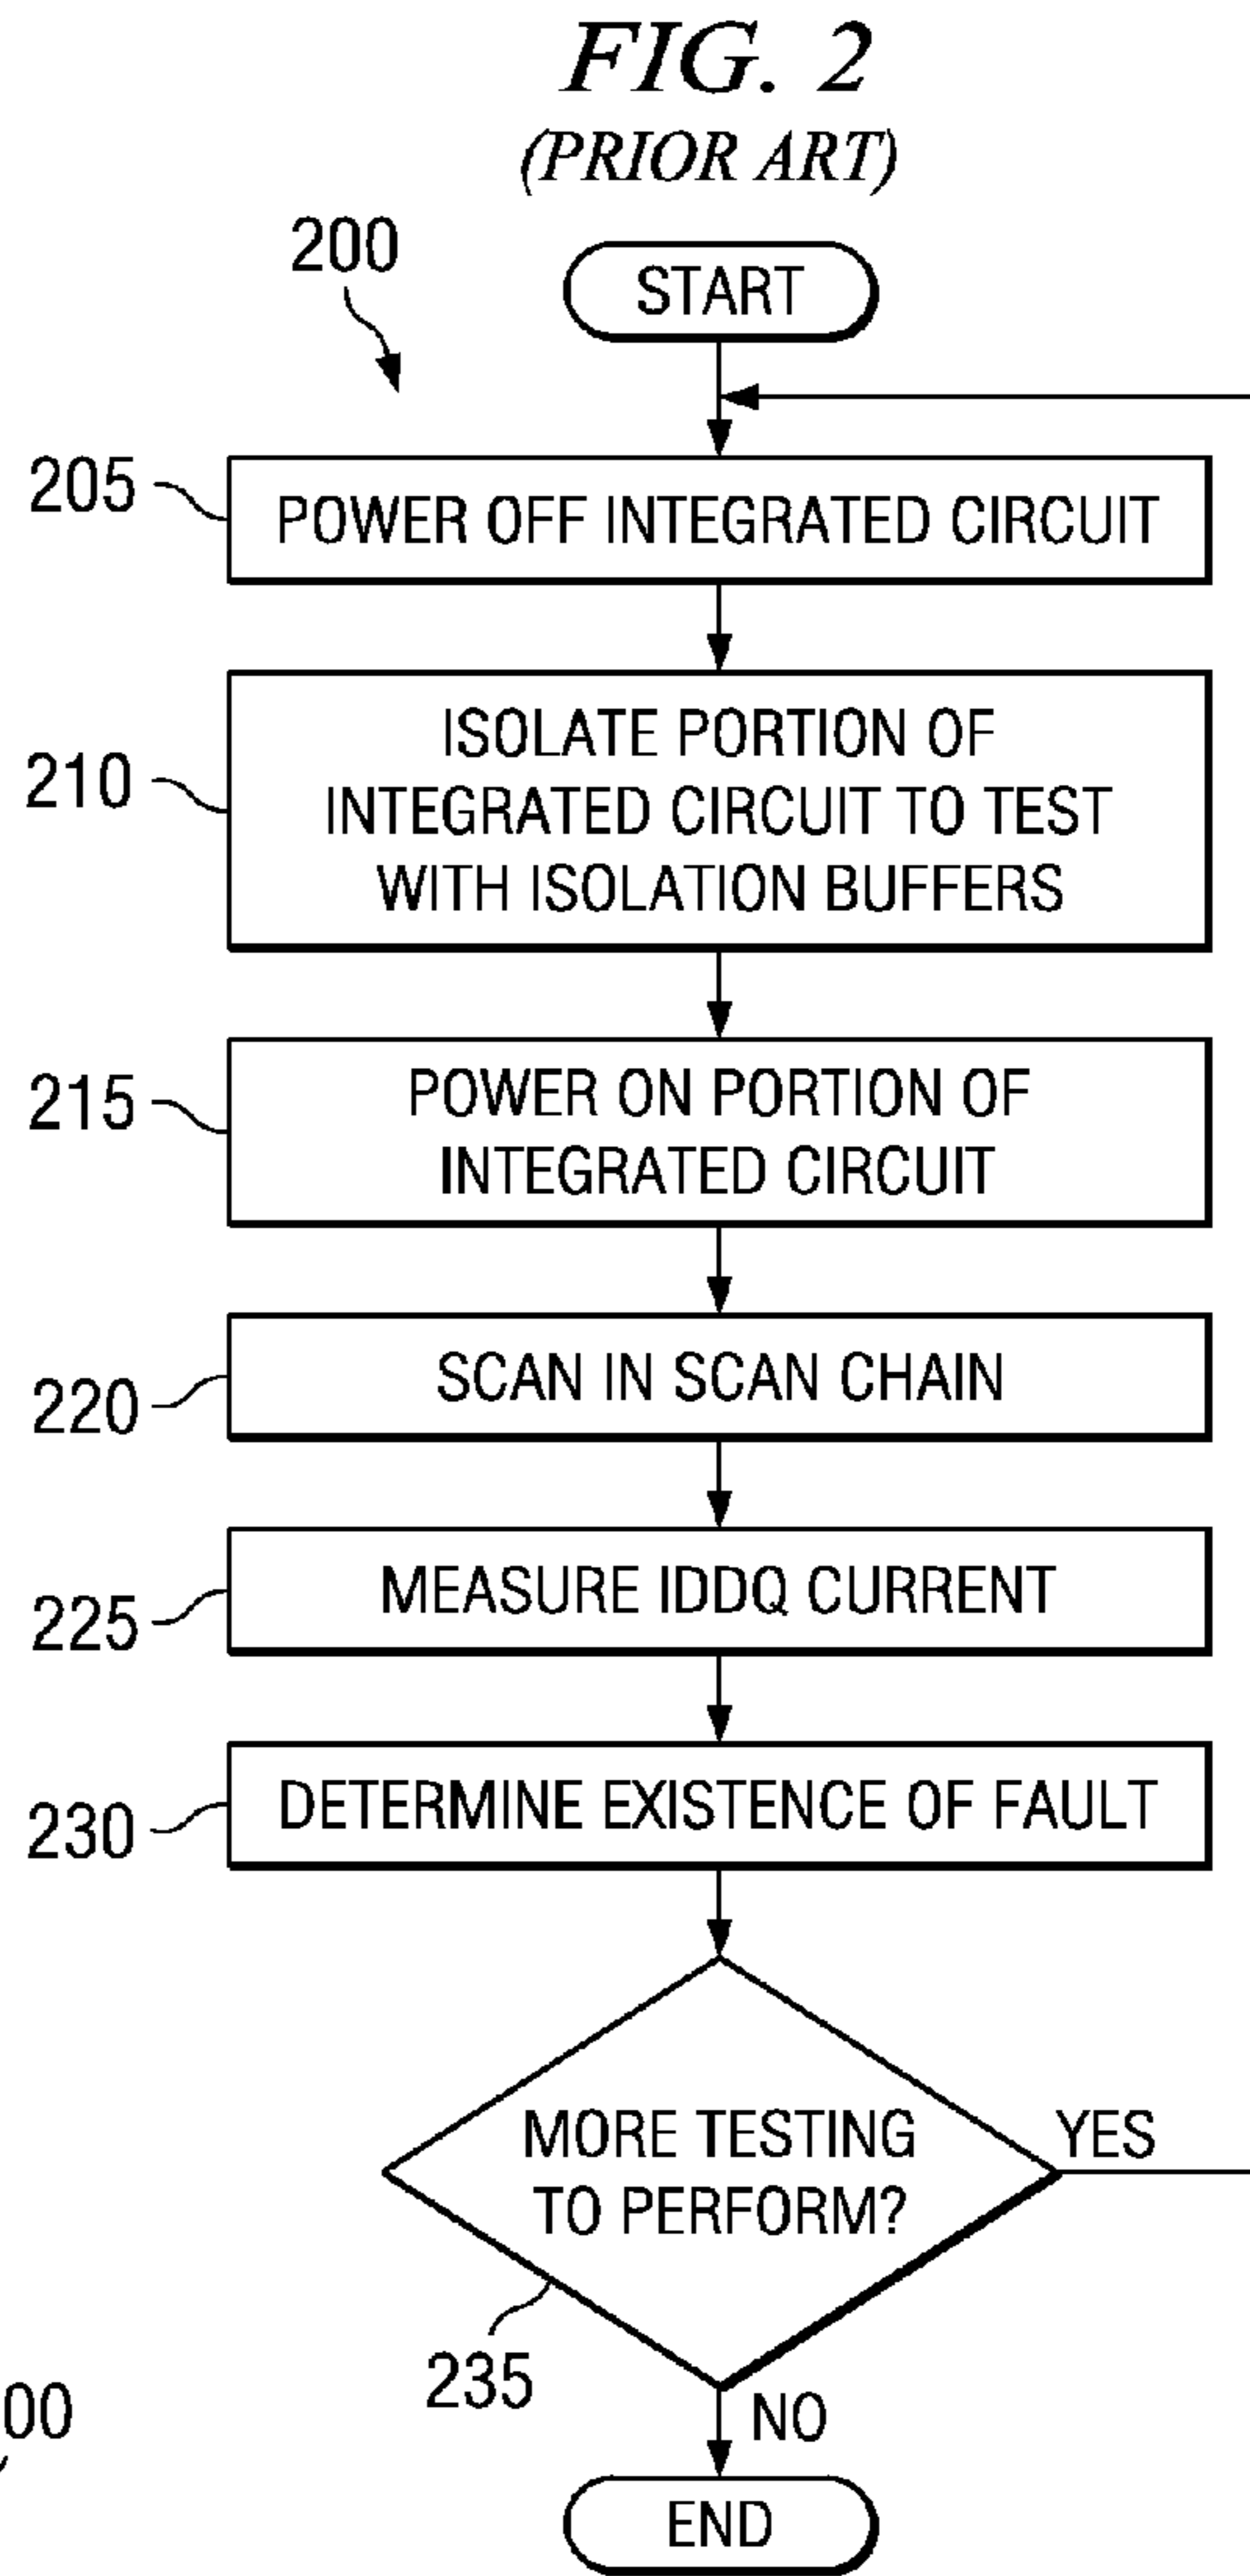 FIG. 2
(PRIOR ART)
200
START
205
POWER OFF INTEGRATED CIRCUIT
210
ISOLATE PORTION OF
INTEGRATED CIRCUIT TO TEST
WITH ISOLATION BUFFERS
215
POWER ON PORTION OF
INTEGRATED CIRCUIT
220
SCAN IN SCAN CHAIN
225
MEASURE IDDQ CURRENT
230
DETERMINE EXISTENCE OF FAULT
MORE TESTING
TO PERFORM?
YES
235
00
NO
END